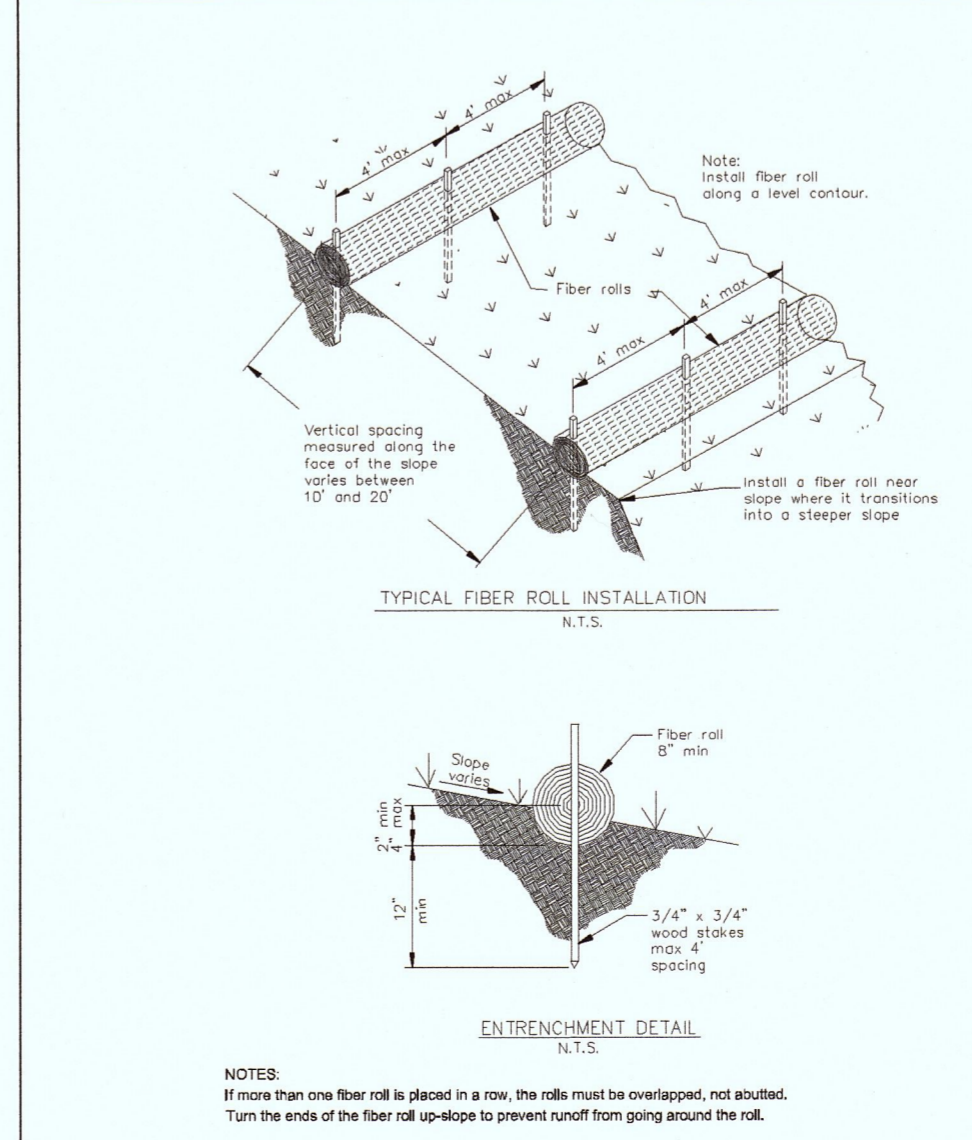 4' max
4' max
Note:
Install fiber roll
along a level contour.
Fiber rolls
4' max
4' max
Vertical spacing
measured along the
face of the slope
varies between
10' and 20'
Install a fiber roll near
slope where it transitions
into a steeper slope
TYPICAL FIBER ROLL INSTALLATION
N.T.S.
Fiber roll
8" min
Slope
varies
2" min
4" max
12"
min
3/4" x 3/4"
wood stakes
max 4'
spacing
ENTRENCHMENT DETAIL
N.T.S.
NOTES:
If more than one fiber roll is placed in a row, the rolls must be overlapped, not abutted.
Turn the ends of the fiber roll up-slope to prevent runoff from going around the roll.